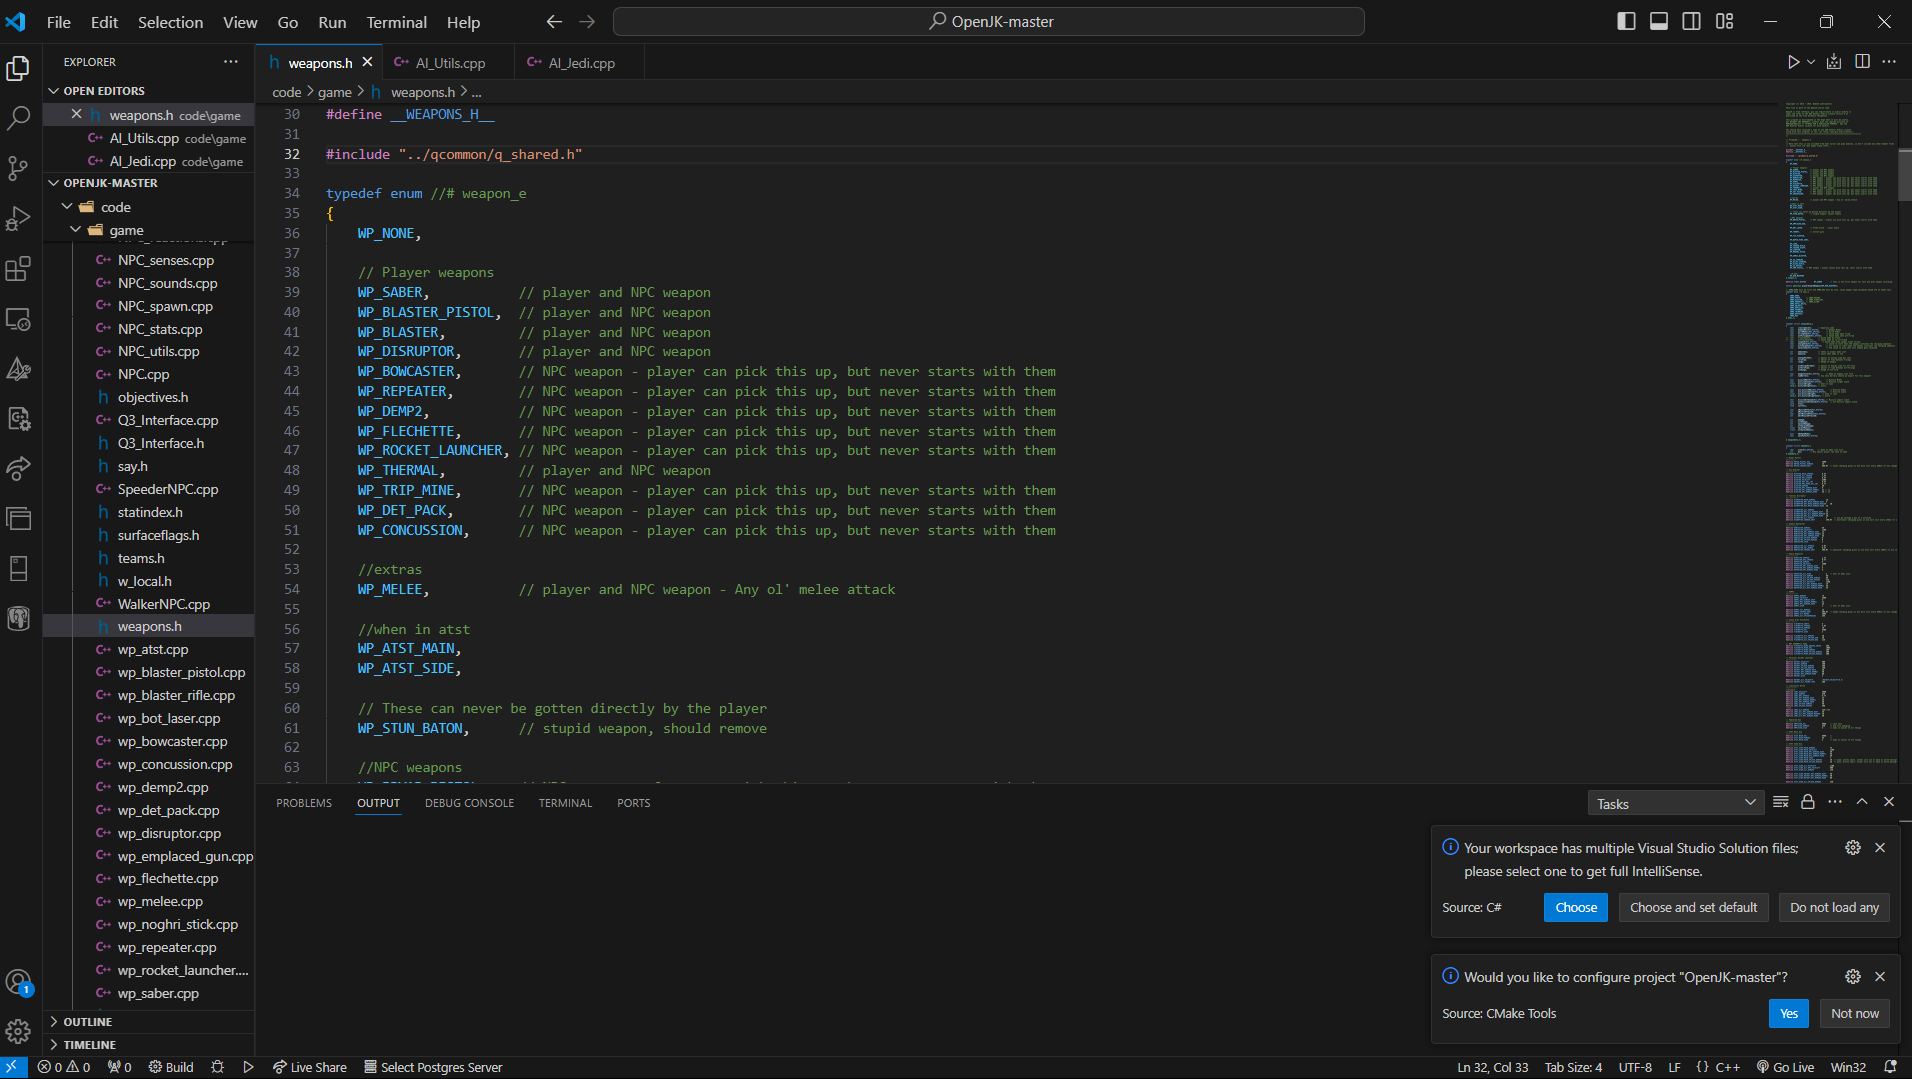 File Edit Selection View Go Run Terminal Help
OpenJK-master
EXPLORER
OPEN EDITORS
weapons.h code\game
AI_Utils.cpp code\game
AI_Jedi.cpp code\game
OPENJK-MASTER
code
game
NPC_senses.cpp
NPC_sounds.cpp
NPC_spawn.cpp
NPC_stats.cpp
NPC_utils.cpp
NPC.cpp
objectives.h
Q3_Interface.cpp
Q3_Interface.h
say.h
SpeederNPC.cpp
statindex.h
surfaceflags.h
teams.h
w_local.h
WalkerNPC.cpp
weapons.h
wp_atst.cpp
wp_blaster_pistol.cpp
wp_blaster_rifle.cpp
wp_bot_laser.cpp
wp_bowcaster.cpp
wp_concussion.cpp
wp_demp2.cpp
wp_det_pack.cpp
wp_disruptor.cpp
wp_emplaced_gun.cpp
wp_flechette.cpp
wp_melee.cpp
wp_noghri_stick.cpp
wp_repeater.cpp
wp_rocket_launcher....
wp_saber.cpp
OUTLINE
TIMELINE
weapons.h AI_Utils.cpp AI_Jedi.cpp
code > game > weapons.h > ...
30 #define __WEAPONS_H__
31
32 #include "../qcommon/q_shared.h"
33
34 typedef enum //# weapon_e
35 {
36 WP_NONE,
37
38 // Player weapons
39 WP_SABER, // player and NPC weapon
40 WP_BLASTER_PISTOL, // player and NPC weapon
41 WP_BLASTER, // player and NPC weapon
42 WP_DISRUPTOR, // player and NPC weapon
43 WP_BOWCASTER, // NPC weapon - player can pick this up, but never starts with them
44 WP_REPEATER, // NPC weapon - player can pick this up, but never starts with them
45 WP_DEMP2, // NPC weapon - player can pick this up, but never starts with them
46 WP_FLECHETTE, // NPC weapon - player can pick this up, but never starts with them
47 WP_ROCKET_LAUNCHER, // NPC weapon - player can pick this up, but never starts with them
48 WP_THERMAL, // player and NPC weapon
49 WP_TRIP_MINE, // NPC weapon - player can pick this up, but never starts with them
50 WP_DET_PACK, // NPC weapon - player can pick this up, but never starts with them
51 WP_CONCUSSION, // NPC weapon - player can pick this up, but never starts with them
52
53 //extras
54 WP_MELEE, // player and NPC weapon - Any ol' melee attack
55
56 //when in atst
57 WP_ATST_MAIN,
58 WP_ATST_SIDE,
59
60 // These can never be gotten directly by the player
61 WP_STUN_BATON, // stupid weapon, should remove
62
63 //NPC weapons
PROBLEMS OUTPUT DEBUG CONSOLE TERMINAL PORTS
Tasks
Your workspace has multiple Visual Studio Solution files;
please select one to get full IntelliSense.
Source: C# Choose Choose and set default Do not load any
Would you like to configure project "OpenJK-master"?
Source: CMake Tools Yes Not now
1
0 0 0 Build Live Share Select Postgres Server
Ln 32, Col 33 Tab Size: 4 UTF-8 LF {} C++ Go Live Win32